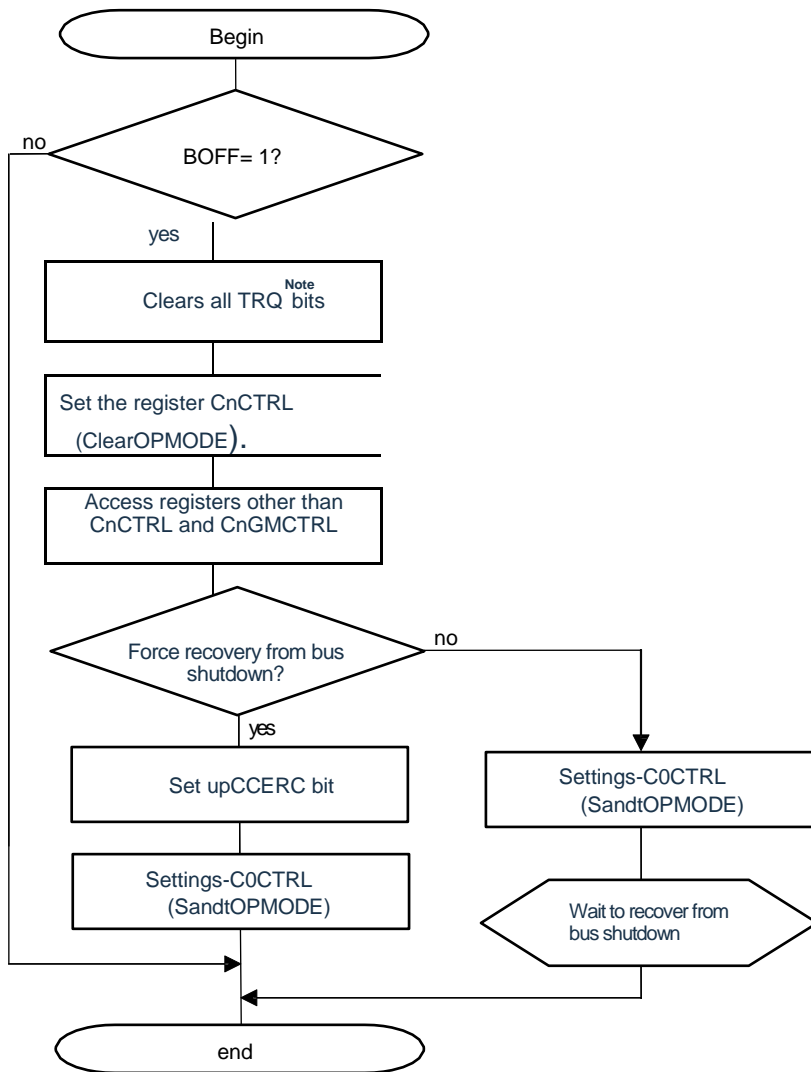 Begin
no
BOFF= 1?
yes
Clears all TRQ Note bits
Set the register CnCTRL
(ClearOPMODE).
Access registers other than
CnCTRL and CnGMCTRL
Force recovery from bus
shutdown?
no
yes
Set upCCERC bit
Settings-C0CTRL
(SandtOPMODE)
Settings-C0CTRL
(SandtOPMODE)
Wait to recover from
bus shutdown
end